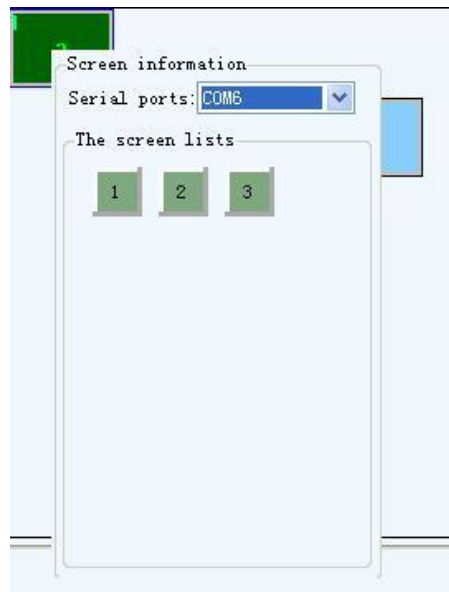 Screen information
Serial ports: COM6
The screen lists
1 2 3